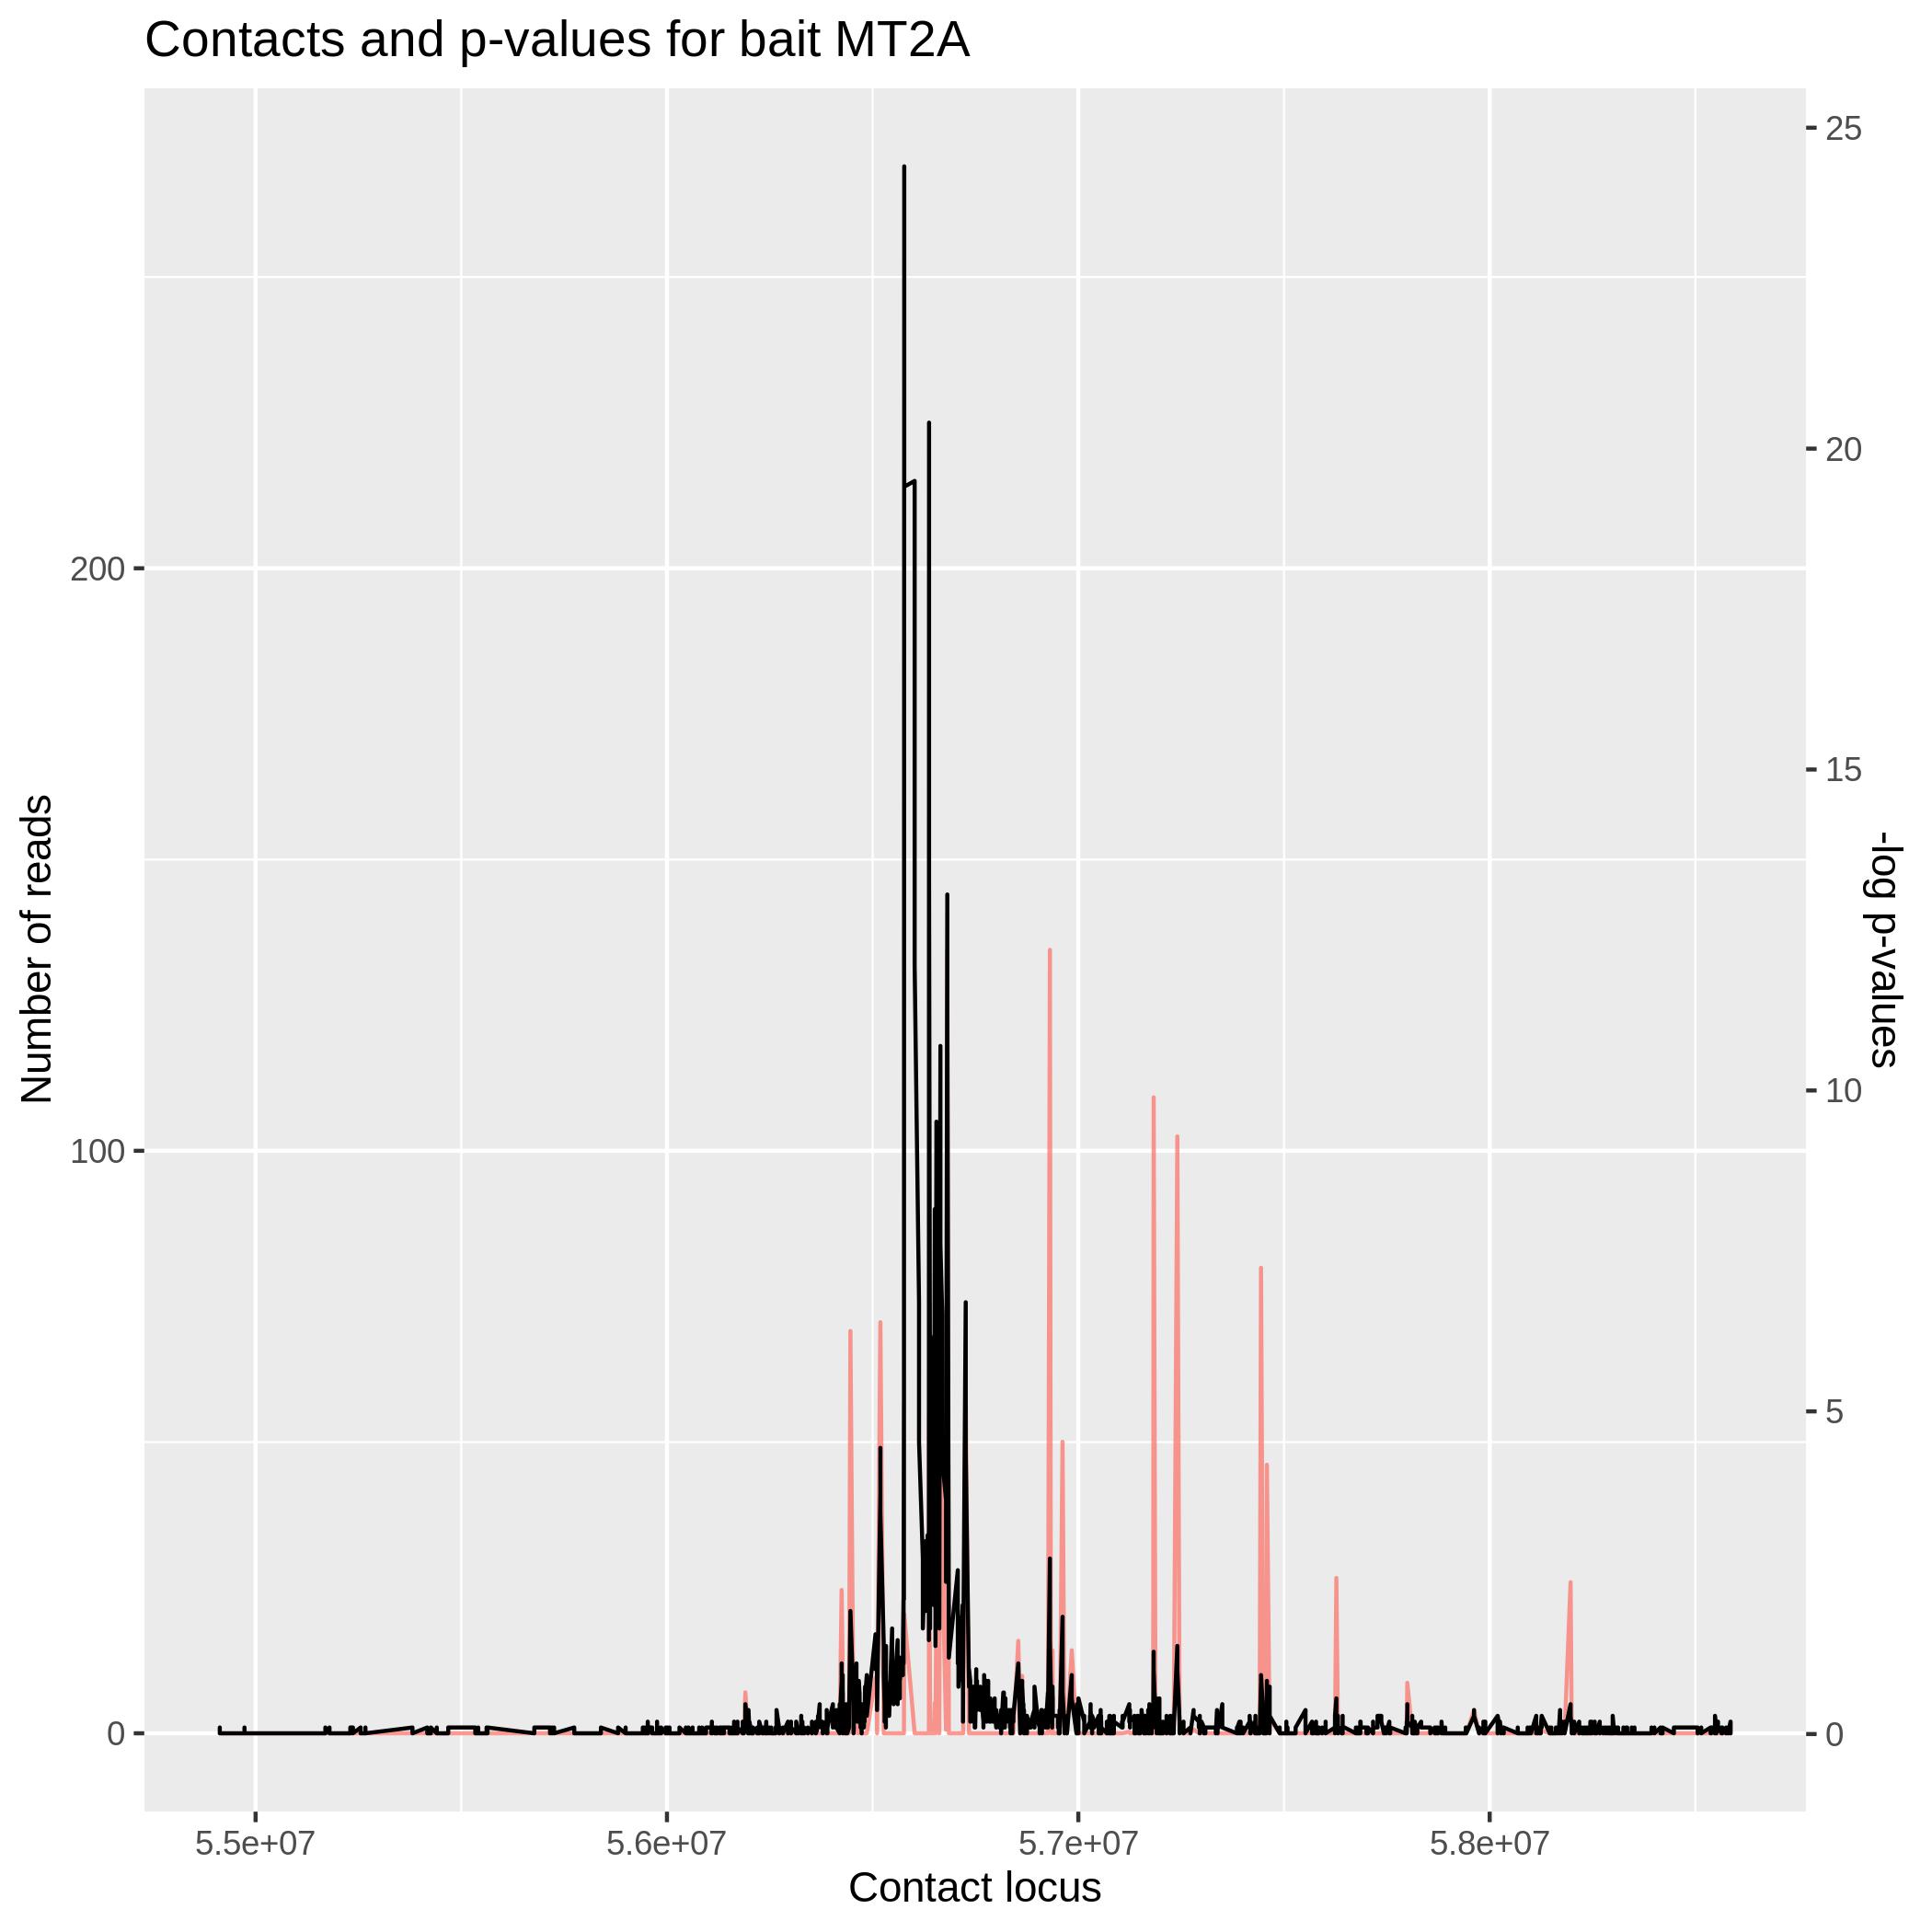 Contacts and p-values for bait MT2A
Number of reads
200
100
0
25
20
15
10
5
0
-log p-values
5.5e+07
5.6e+07
5.7e+07
5.8e+07
Contact locus